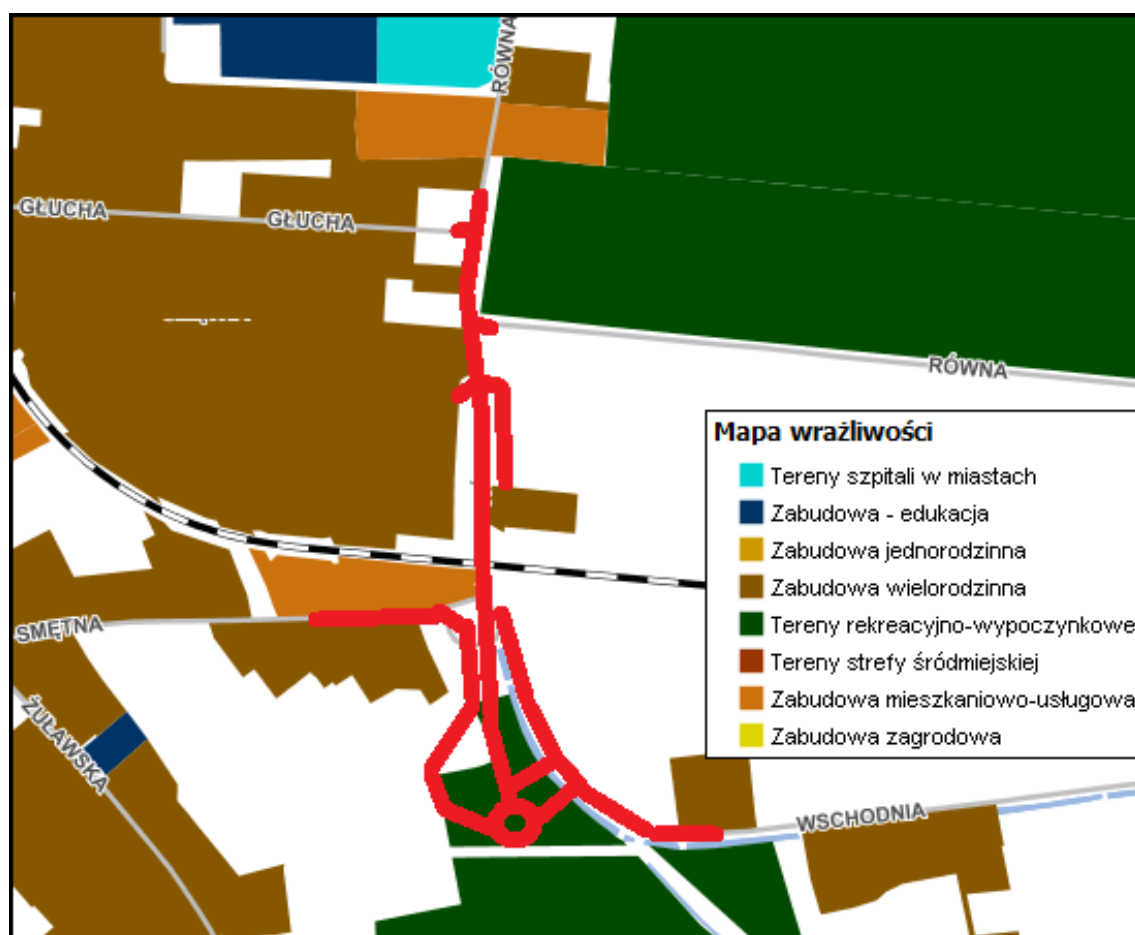 RÓWNA
GŁUCHA
GŁUCHA
RÓWNA
Mapa wrażliwości
Tereny szpitali w miastach
Zabudowa - edukacja
Zabudowa jednorodzinna
Zabudowa wielorodzinna
Tereny rekreacyjno-wypoczynkowe
Tereny strefy śródmiejskiej
Zabudowa mieszkaniowo-usługowa
Zabudowa zagrodowa
SMĘTNA
ŻUŁAWSKA
WSCHODNIA